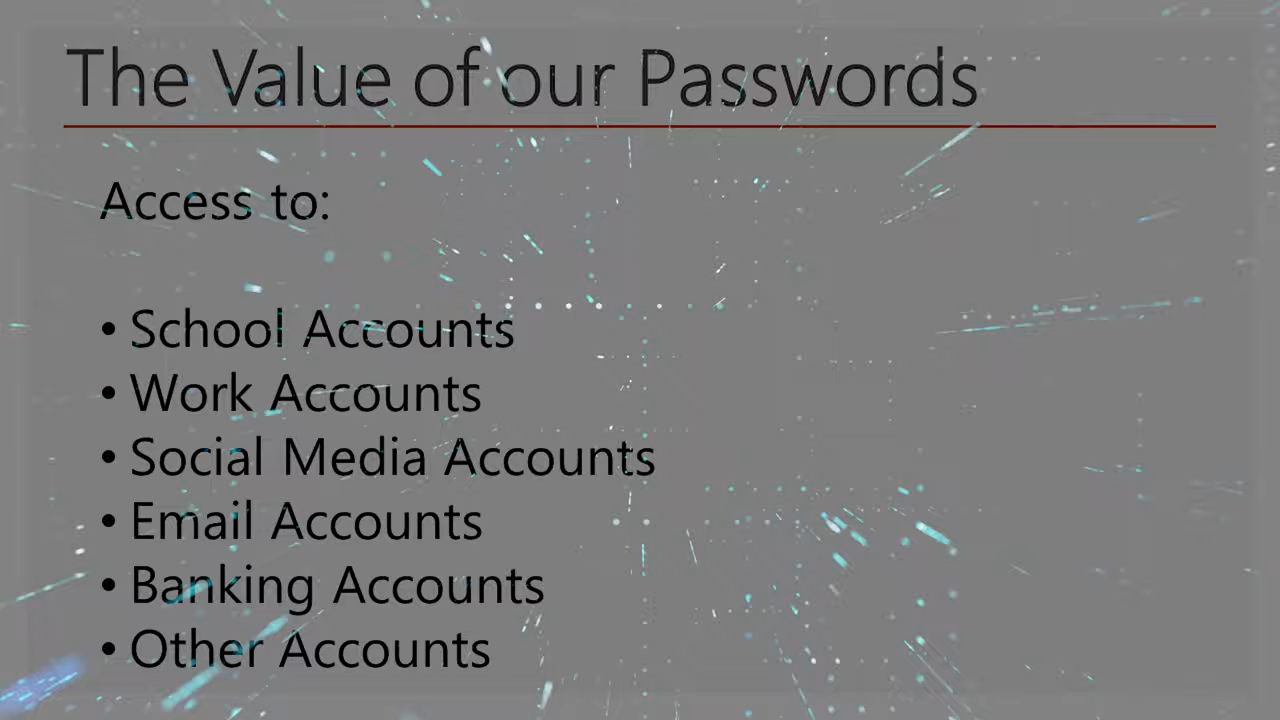 The Value of our Passwords
Access to:
• School Accounts
• Work Accounts
• Social Media Accounts
• Email Accounts
• Banking Accounts
• Other Accounts